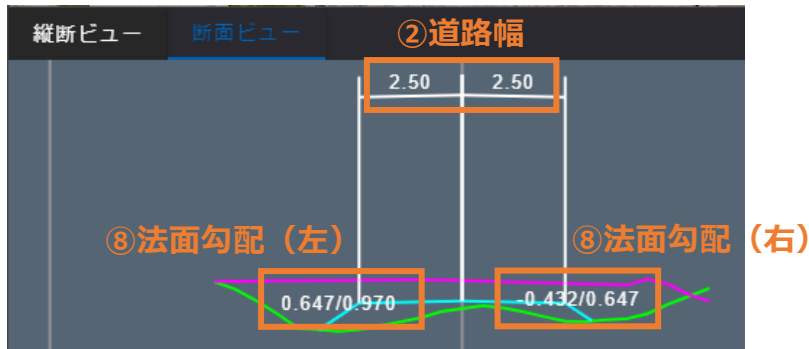 縦断ビュー 断面ビュー ②道路幅
2.50 2.50
⑧法面勾配（左） ⑧法面勾配（右）
0.647/0.970 -0.432/0.647